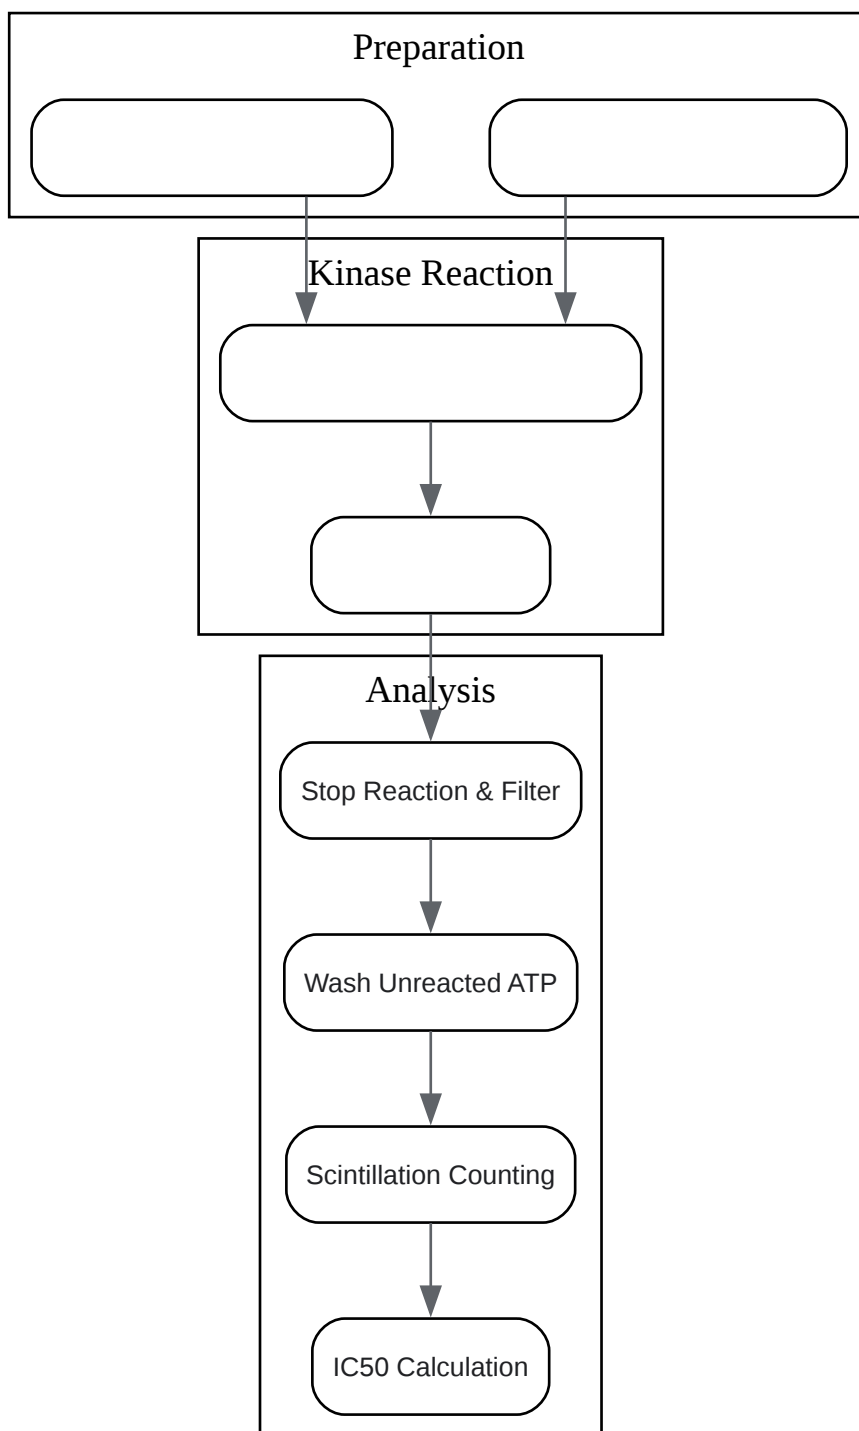 Preparation
Kinase Reaction
Analysis
Stop Reaction & Filter
Wash Unreacted ATP
Scintillation Counting
IC50 Calculation